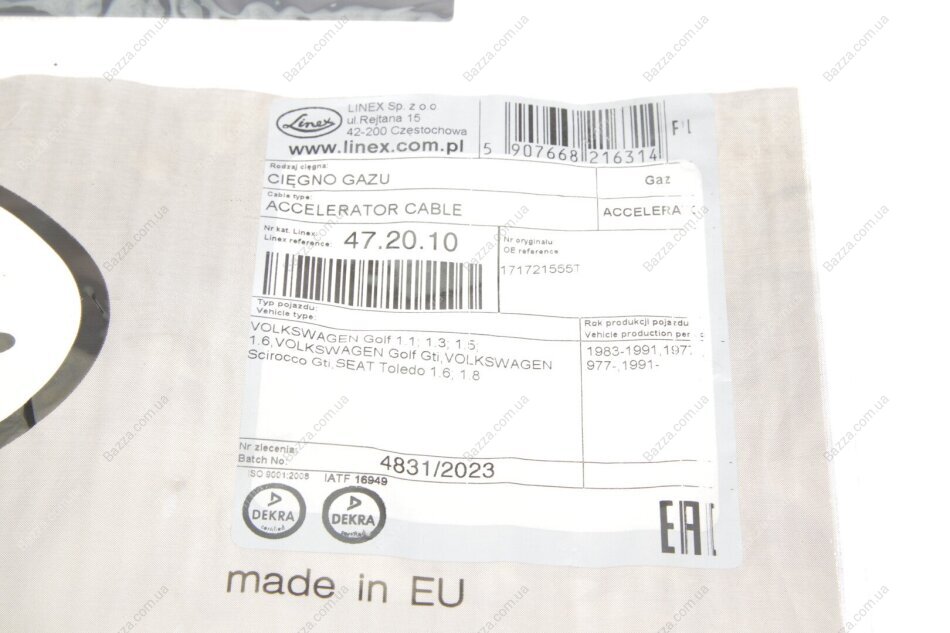 Linex
LINEX Sp. z o o
ul.Rejtana 15
42-200 Częstochowa
www.linex.com.pl
5 907668 216314
Rodzaj cięgna:
CIĘGNO GAZU
Gaz
Cable type:
ACCELERATOR CABLE
ACCELERA
Nr kat. Linex:
Linex reference:
47.20.10
Nr oryginału
OE reference
171721555T
Typ pojazdu:
Vehicle type:
VOLKSWAGEN Golf 1.1; 1.3; 1.5;
1.6,VOLKSWAGEN Golf Gti,VOLKSWAGEN
Scirocco Gti,SEAT Toledo 1.6, 1.8
Rok produkcji pojazdu
Vehicle production per
1983-1991,197
977-,1991-
Nr zlecenia:
Batch No:
4831/2023
ISO 9001:2008
IATF 16949
DEKRA
certified
DEKRA
certified
EAC
made in EU
Bazza.com.ua